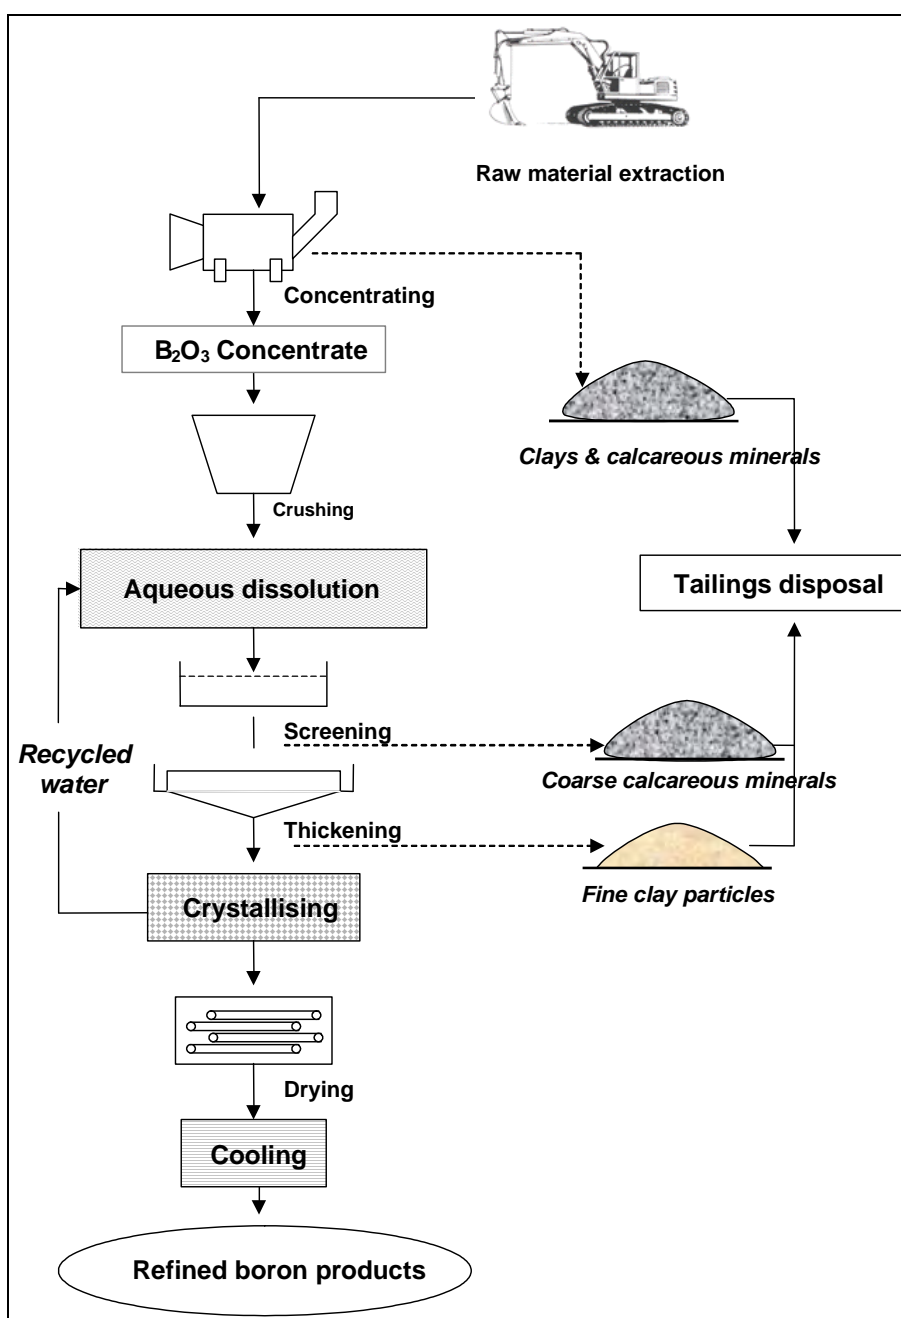 Raw material extraction
Concentrating
B₂O₃ Concentrate
Clays & calcareous minerals
Crushing
Aqueous dissolution
Tailings disposal
Screening
Recycled
water
Coarse calcareous minerals
Thickening
Fine clay particles
Crystallising
Drying
Cooling
Refined boron products